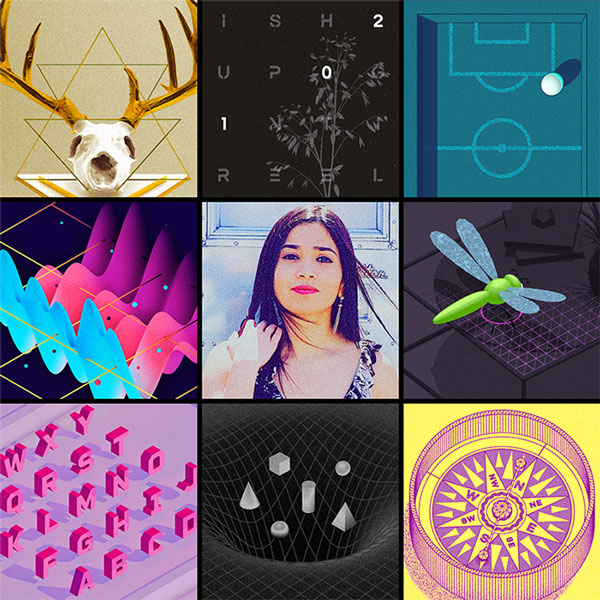 I S H 2
U P 0
1
R E E L
W X Y
Q R S T
K L M N O
F G H I J
A B C D
NW N NE
W E
SW S SE